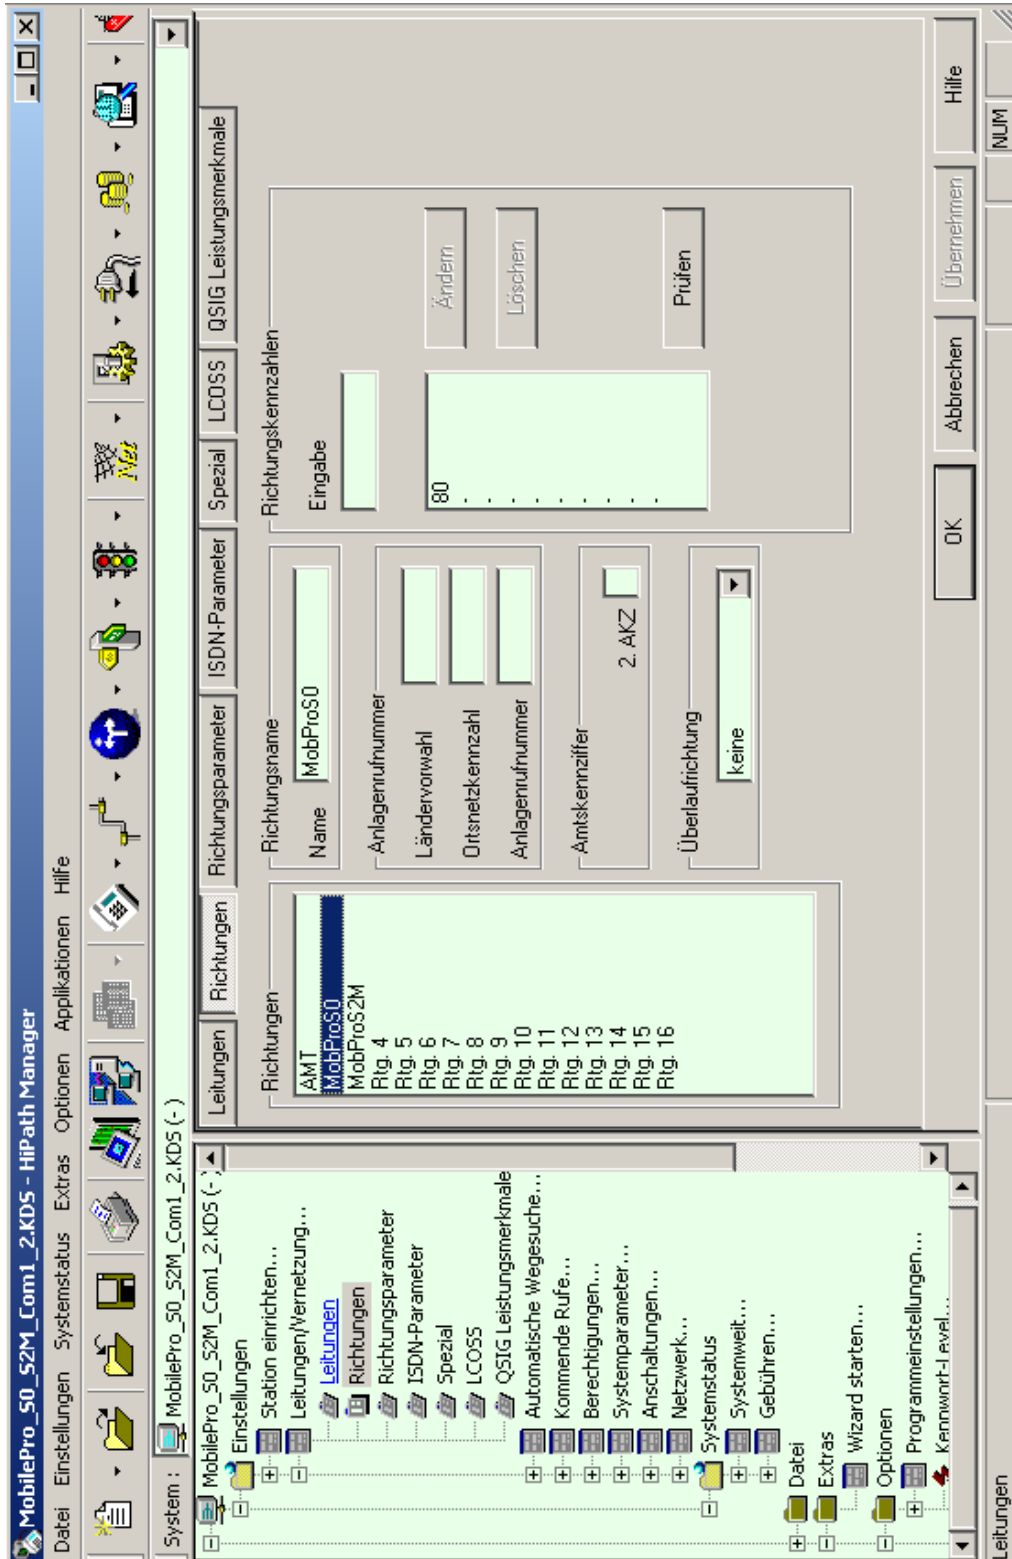 MobilePro_S0_S2M_Com1_2.KDS - HiPath Manager
Datei Einstellungen Systemstatus Extras Optionen Applikationen Hilfe
System : MobilePro_S0_S2M_Com1_2.KDS (-)
MobilePro_S0_S2M_Com1_2.KDS (-)
Einstellungen
Station einrichten...
Leitungen/Vernetzung...
Leitungen
Richtungen
Richtungsparameter
ISDN-Parameter
Spezial
LCOSS
QSIG Leistungsmerkmale
Automatische Wegesuche...
Kommende Rufe...
Berechtigungen...
Systemparameter...
Anschaltungen...
Netzwerk...
Systemstatus
Systemweit...
Gebühren...
Datei
Extras
Wizard starten...
Optionen
Programmeinstellungen...
Kennwort-Level...
Leitungen Richtungen Richtungsparameter ISDN-Parameter Spezial LCOSS QSIG Leistungsmerkmale
Richtungen
AMT
MobProS0
MobProS2M
Rtg. 4
Rtg. 5
Rtg. 6
Rtg. 7
Rtg. 8
Rtg. 9
Rtg. 10
Rtg. 11
Rtg. 12
Rtg. 13
Rtg. 14
Rtg. 15
Rtg. 16
Richtungsname
Name MobProS0
Anlagenrufnummer
Ländervorwahl
Ortsnetzkennzahl
Anlagenrufnummer
Amtskennziffer
2. AKZ
Überlaufrichtung
keine
Richtungskennzahlen
Eingabe
80
-
-
-
-
-
-
-
-
-
Ändern
Löschen
Prüfen
OK Abbrechen Übernehmen Hilfe
Leitungen NUM